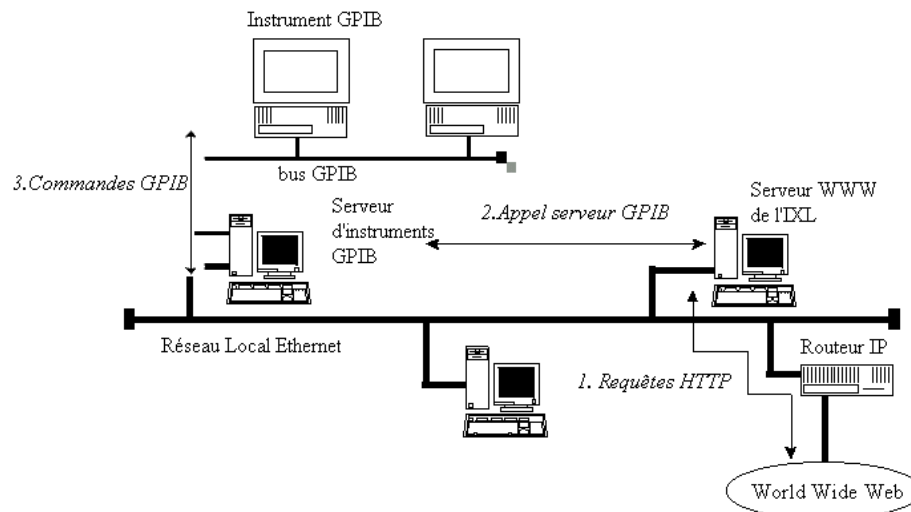 Instrument GPIB
bus GPIB
3.Commandes GPIB
Serveur
d'instruments
GPIB
2.Appel serveur GPIB
Serveur WWW
de l'IXL
Réseau Local Ethernet
Routeur IP
1. Requêtes HTTP
World Wide Web